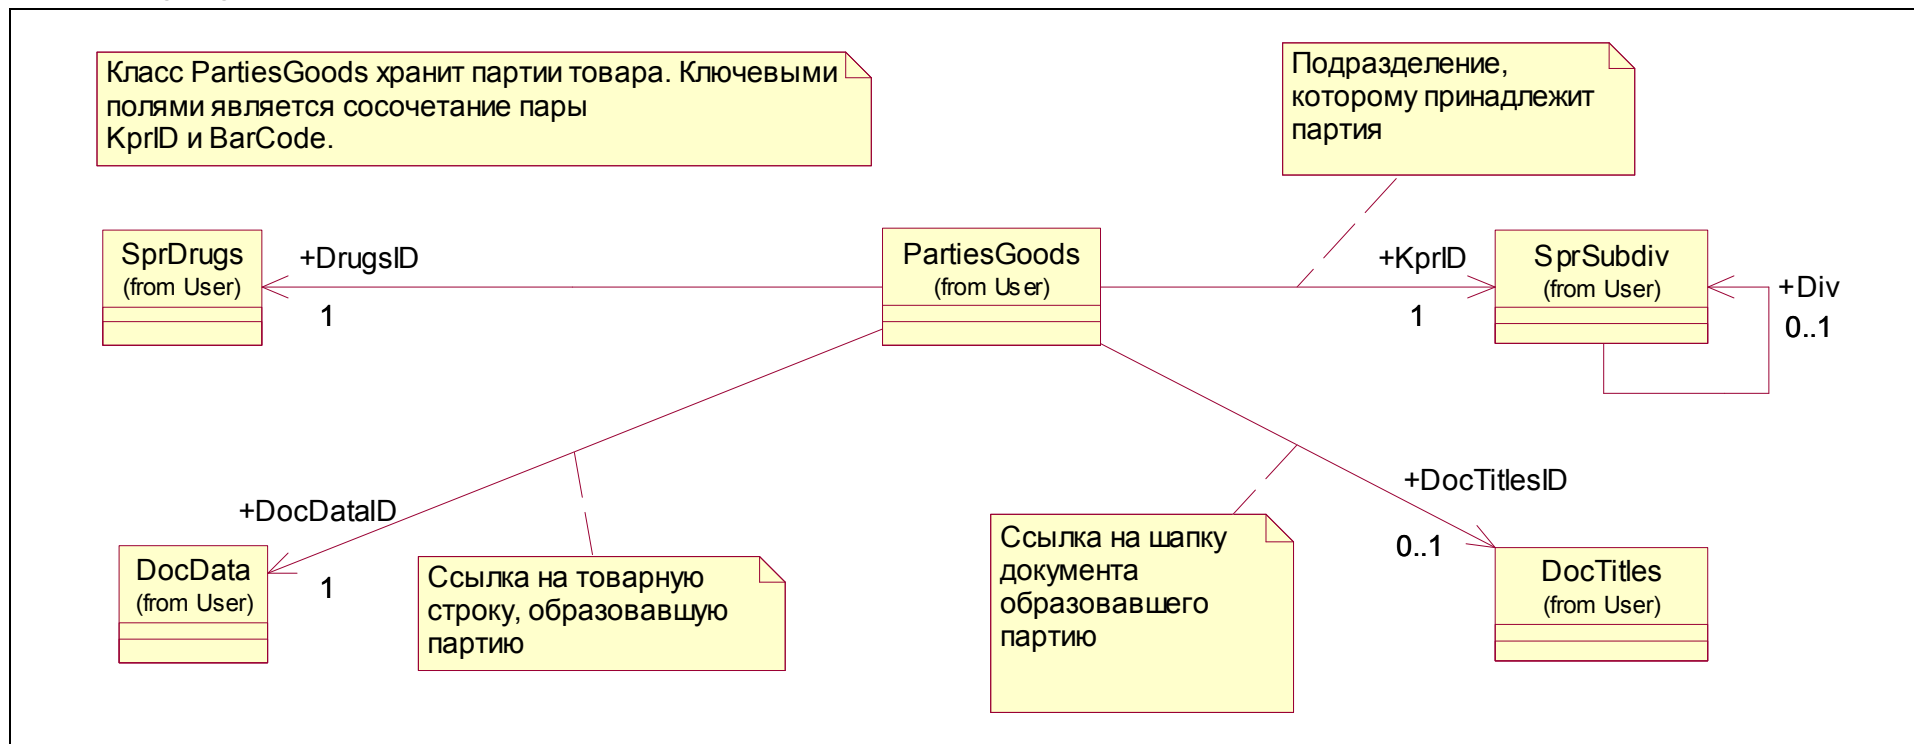 Класс PartiesGoods хранит партии товара. Ключевыми
полями является сосочетание пары
KprID и BarCode.
Подразделение,
которому принадлежит
партия
SprDrugs
(from User)
+DrugsID
1
PartiesGoods
(from User)
+KprID
1
SprSubdiv
(from User)
+Div
0..1
+DocDataID
1
DocData
(from User)
Ссылка на товарную
строку, образовавшую
партию
Ссылка на шапку
документа
образовавшего
партию
+DocTitlesID
0..1
DocTitles
(from User)